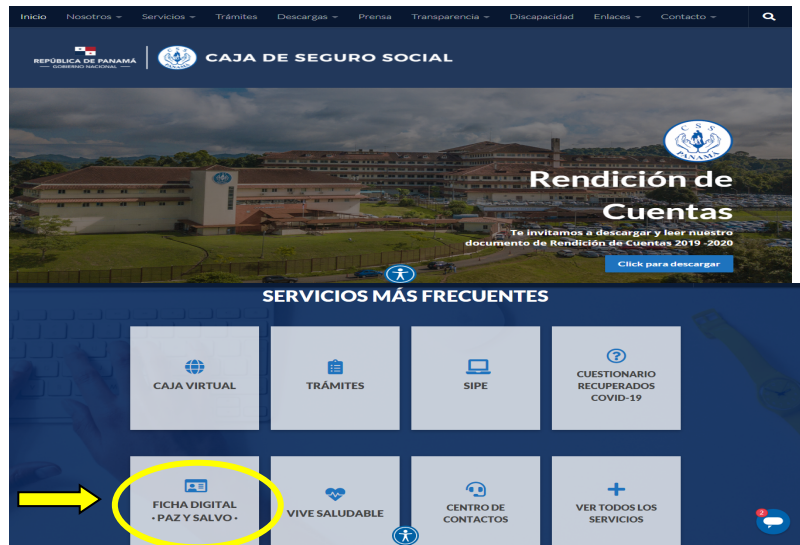 Inicio Nosotros Servicios Trámites Descargas Prensa Transparencia Discapacidad Enlaces Contacto
REPÚBLICA DE PANAMÁ
— GOBIERNO NACIONAL —
CAJA DE SEGURO SOCIAL
C S S
PANAMÁ
Rendición de
Cuentas
Te invitamos a descargar y leer nuestro
documento de Rendición de Cuentas 2019 -2020
Click para descargar
SERVICIOS MÁS FRECUENTES
CAJA VIRTUAL
TRÁMITES
SIPE
CUESTIONARIO
RECUPERADOS
COVID-19
FICHA DIGITAL
• PAZ Y SALVO •
VIVE SALUDABLE
CENTRO DE
CONTACTOS
VER TODOS LOS
SERVICIOS
2